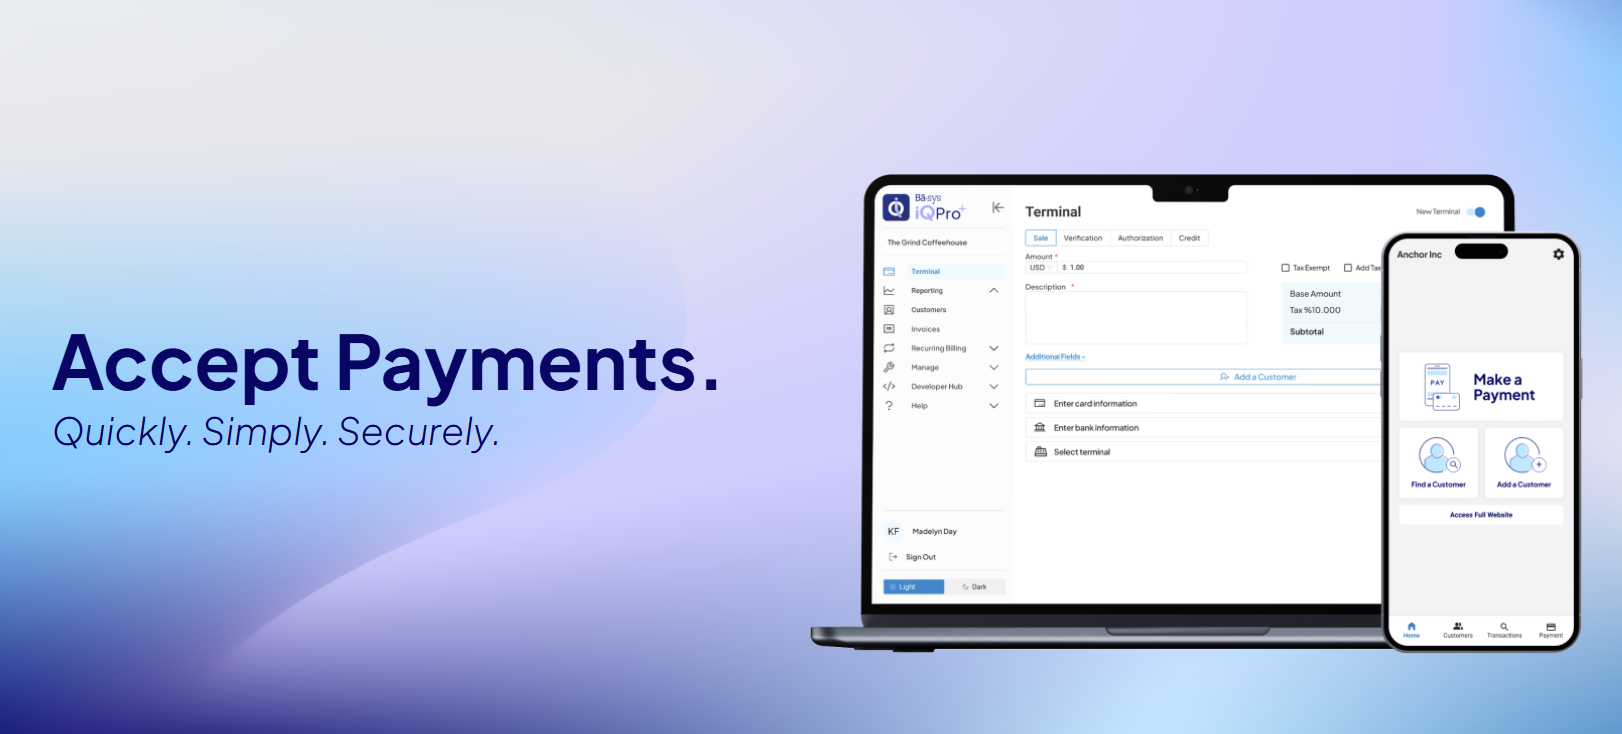 Accept Payments.
Quickly. Simply. Securely.
Bā·sys
iQPro+
The Grind Coffeehouse
Terminal
Reporting
Customers
Invoices
Recurring Billing
Manage
Developer Hub
Help
KF Madelyn Day
Sign Out
Light Dark
Terminal
New Terminal
Sale Verification Authorization Credit
Amount *
USD $ 1.00
Tax Exempt Add Tax
Description *
Base Amount
Tax %10.000
Subtotal
Additional Fields -
Add a Customer
Enter card information
Enter bank information
Select terminal
Anchor Inc
PAY
Make a
Payment
Find a Customer Add a Customer
Access Full Website
Home Customers Transactions Payment